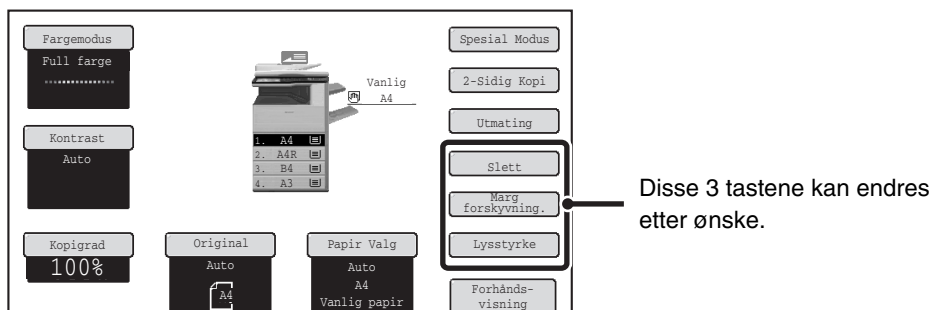 Fargemodus
Full farge
Kontrast
Auto
Kopigrad
100%
Original
Auto
A4
Papir Valg
Auto
A4
Vanlig papir
Vanlig
A4
1. A4
2. A4R
3. B4
4. A3
Spesial Modus
2-Sidig Kopi
Utmating
Slett
Marg
forskyvning.
Lysstyrke
Forhånds-
visning
Disse 3 tastene kan endres
etter ønske.